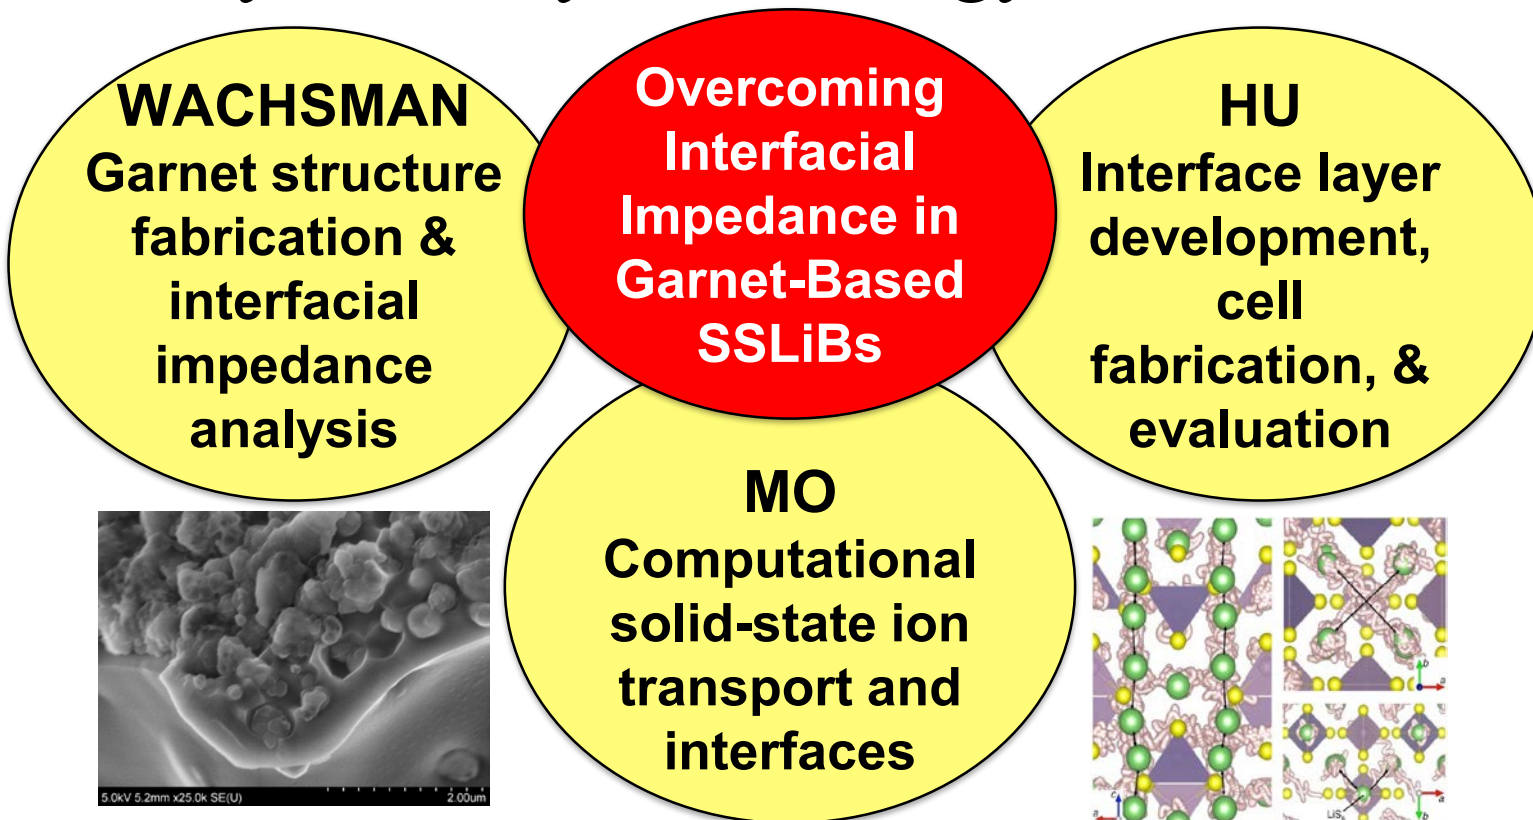 WACHSMAN
Garnet structure
fabrication &
interfacial
impedance
analysis
Overcoming
Interfacial
Impedance in
Garnet-Based
SSLiBs
HU
Interface layer
development,
cell
fabrication, &
evaluation
MO
Computational
solid-state ion
transport and
interfaces
5.0kV 5.2mm x25.0k SE(U) 2.00um
c
a
b
a
a
b